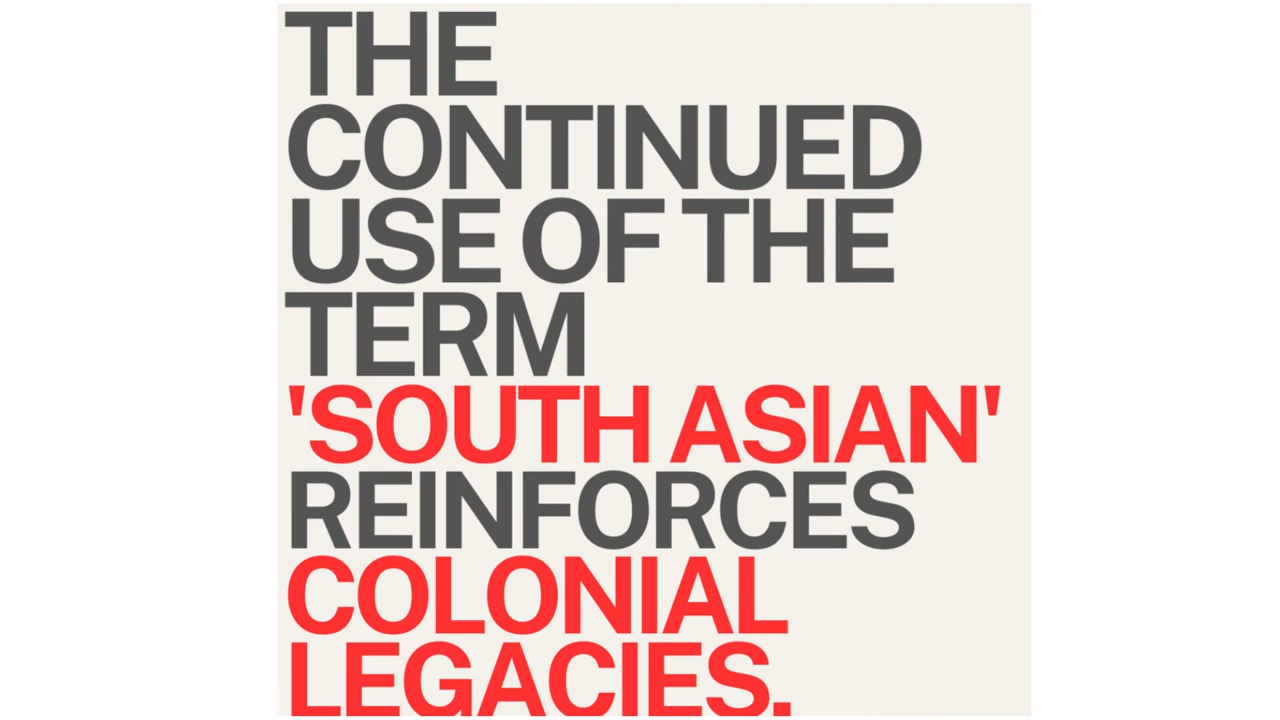 THE
CONTINUED
USE OF THE
TERM
'SOUTH ASIAN'
REINFORCES
COLONIAL
LEGACIES.